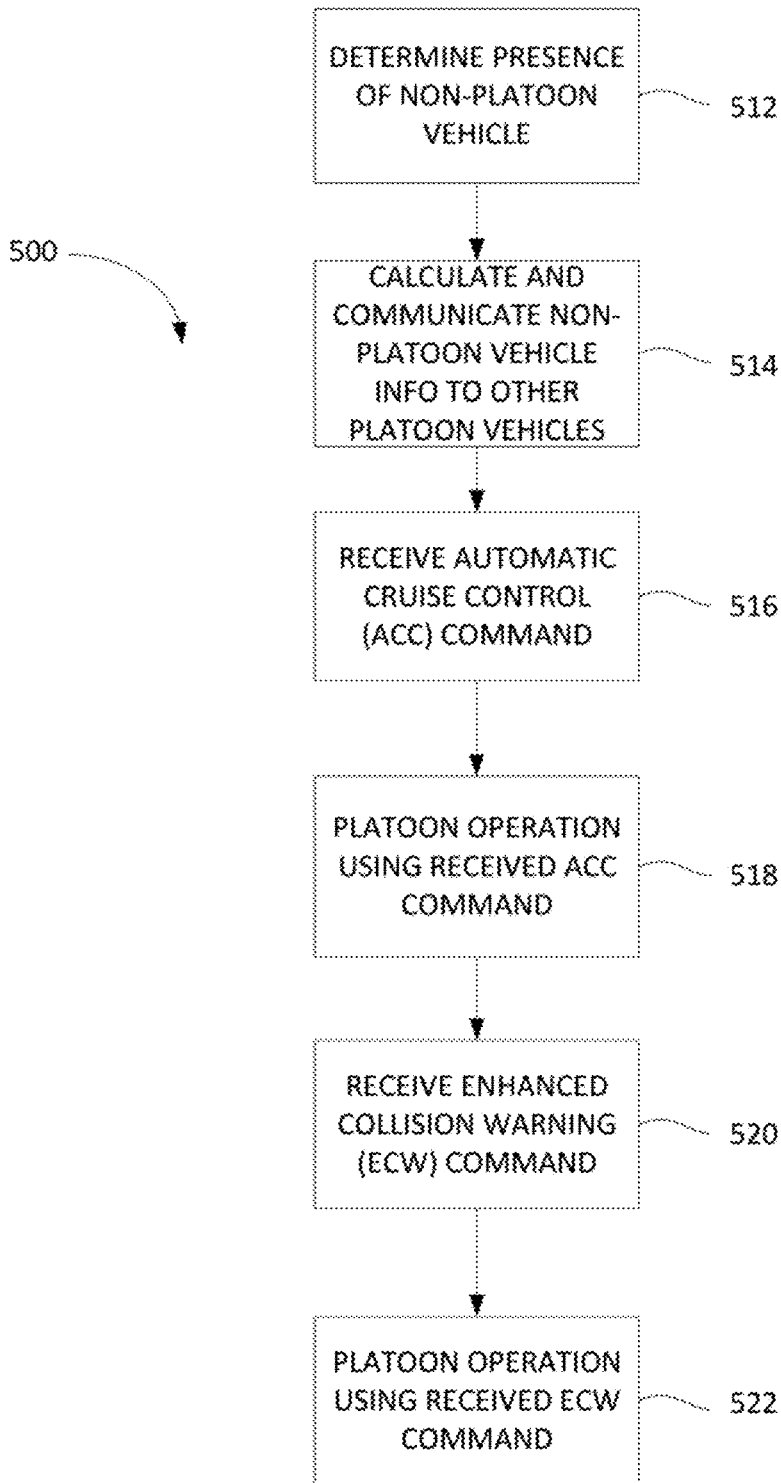 DETERMINE PRESENCE
OF NON-PLATOON
VEHICLE
512
500
CALCULATE AND
COMMUNICATE NON-
PLATOON VEHICLE
INFO TO OTHER
PLATOON VEHICLES
514
RECEIVE AUTOMATIC
CRUISE CONTROL
(ACC) COMMAND
516
PLATOON OPERATION
USING RECEIVED ACC
COMMAND
518
RECEIVE ENHANCED
COLLISION WARNING
(ECW) COMMAND
520
PLATOON OPERATION
USING RECEIVED ECW
COMMAND
522